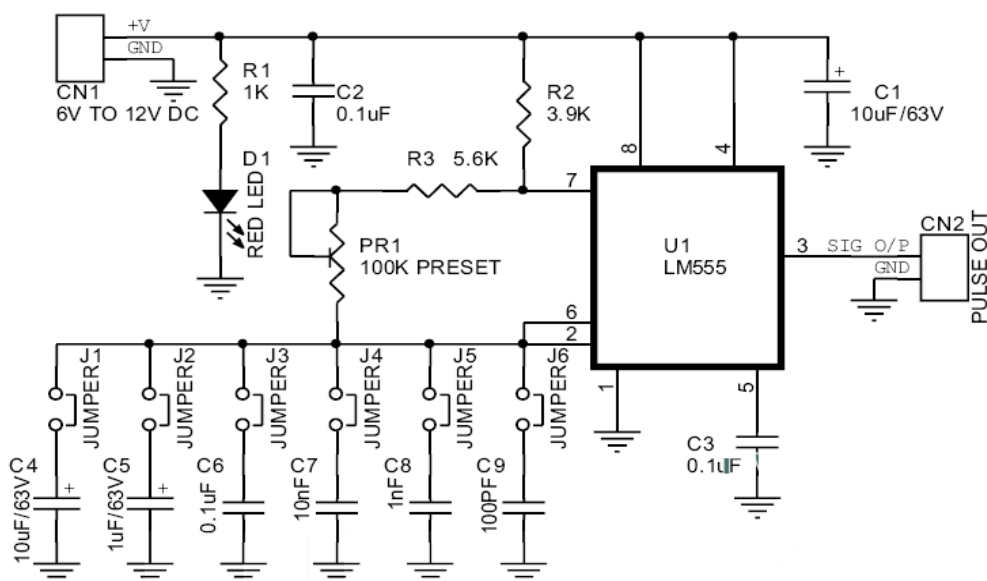 +V
GND
CN1
6V TO 12V DC
R1
1K
C2
0.1uF
R2
3.9K
C1
10uF/63V
D1
RED LED
R3 5.6K
PR1
100K PRESET
8
4
7
U1
LM555
3
SIG O/P
GND
CN2
PULSE OUT
6
2
1
5
C3
0.1uF
J1
JUMPER
J2
JUMPER
J3
JUMPER
J4
JUMPER
J5
JUMPER
J6
JUMPER
C4
10uF/63V
+
C5
1uF/63V
+
C6
0.1uF
C7
10nF
C8
1nF
C9
100PF
+